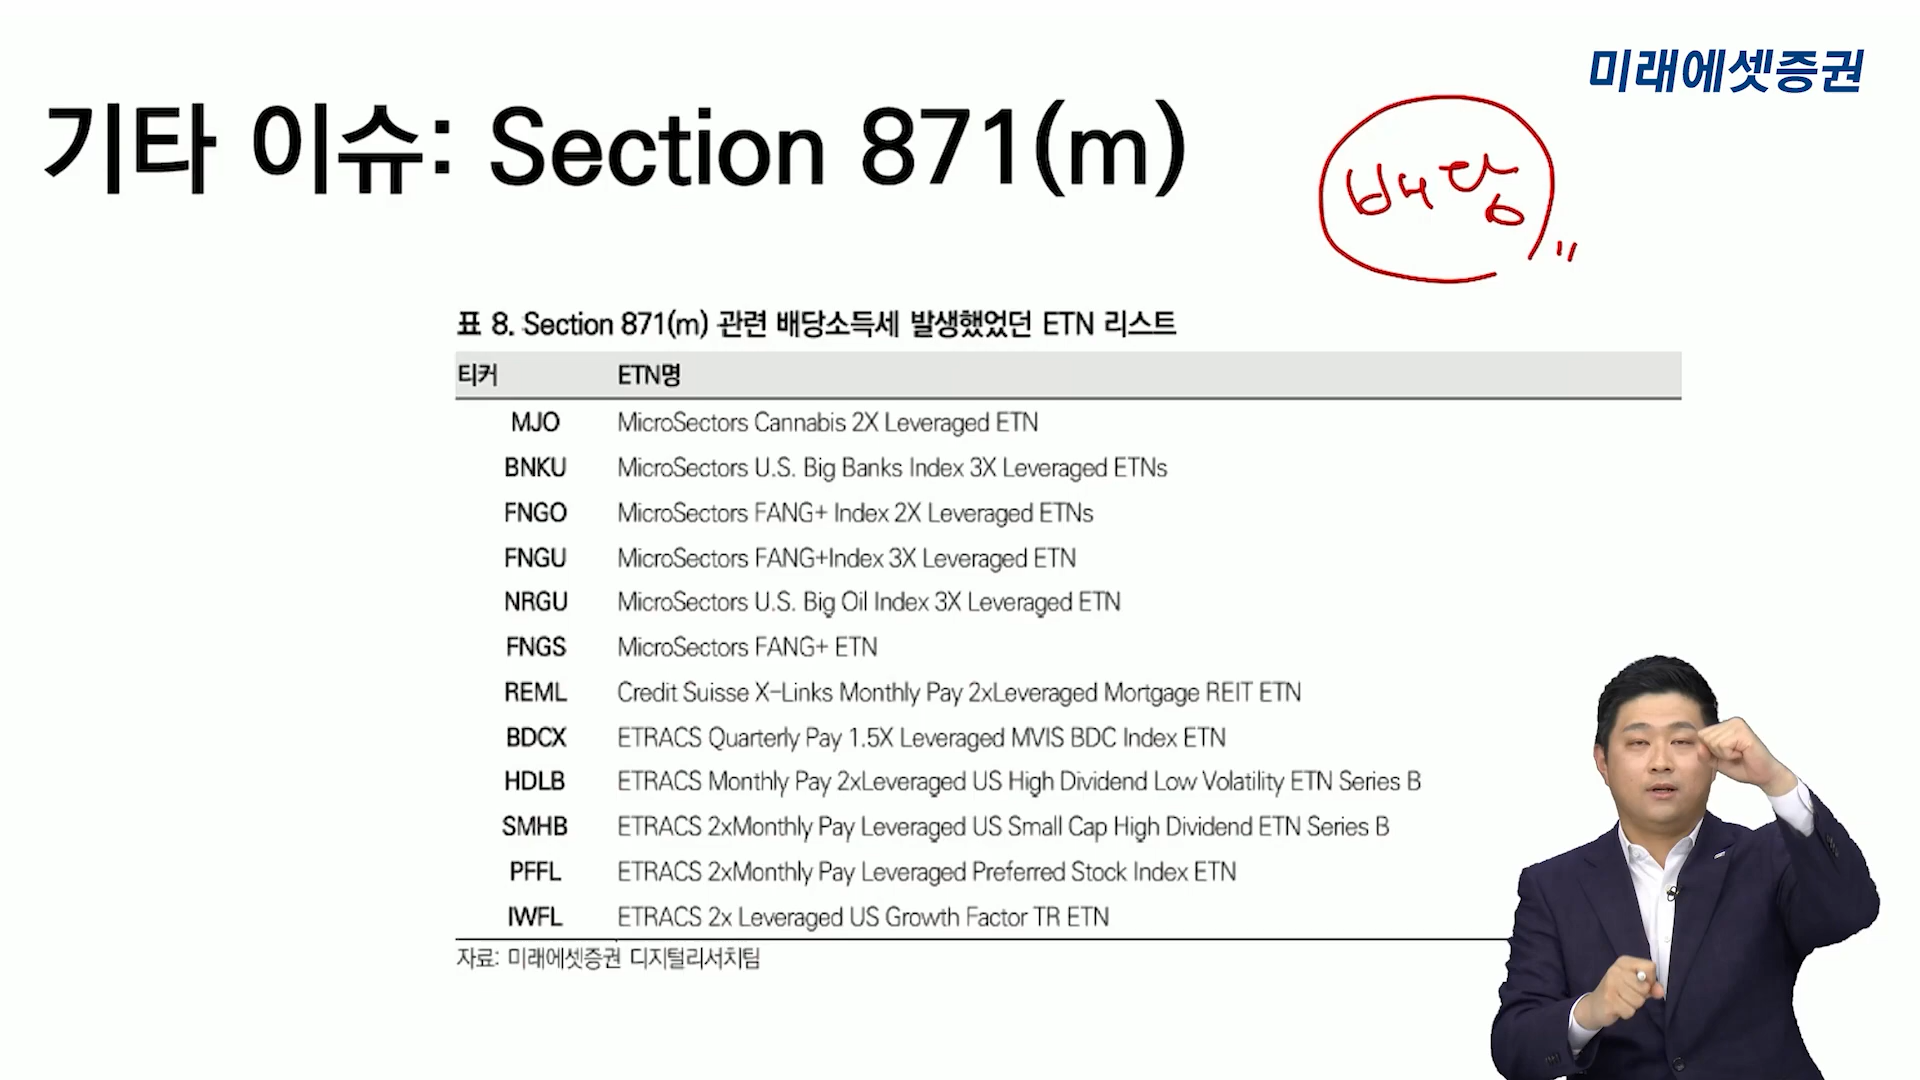 미래에셋증권
기타 이슈: Section 871(m)
배당
표 8. Section 871(m) 관련 배당소득세 발생했었던 ETN 리스트
티커 ETN명
MJO MicroSectors Cannabis 2X Leveraged ETN
BNKU MicroSectors U.S. Big Banks Index 3X Leveraged ETNs
FNGO MicroSectors FANG+ Index 2X Leveraged ETNs
FNGU MicroSectors FANG+Index 3X Leveraged ETN
NRGU MicroSectors U.S. Big Oil Index 3X Leveraged ETN
FNGS MicroSectors FANG+ ETN
REML Credit Suisse X-Links Monthly Pay 2xLeveraged Mortgage REIT ETN
BDCX ETRACS Quarterly Pay 1.5X Leveraged MVIS BDC Index ETN
HDLB ETRACS Monthly Pay 2xLeveraged US High Dividend Low Volatility ETN Series B
SMHB ETRACS 2xMonthly Pay Leveraged US Small Cap High Dividend ETN Series B
PFFL ETRACS 2xMonthly Pay Leveraged Preferred Stock Index ETN
IWFL ETRACS 2x Leveraged US Growth Factor TR ETN
자료: 미래에셋증권 디지털리서치팀